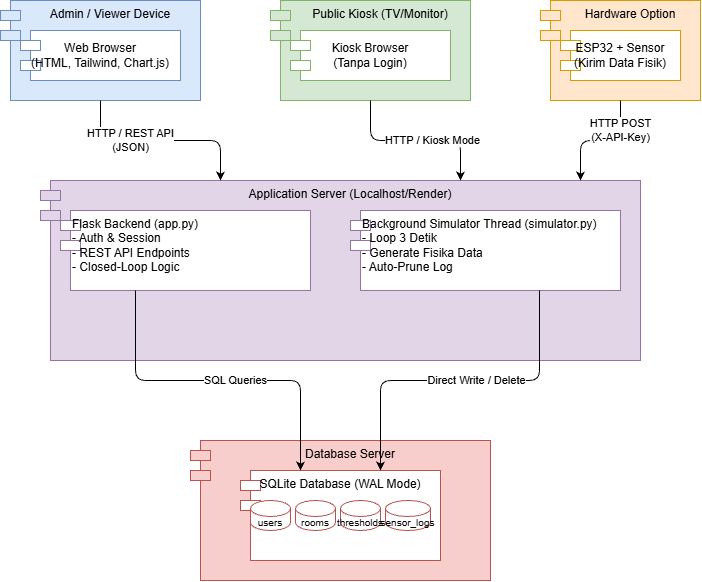 Admin / Viewer Device
Web Browser
(HTML, Tailwind, Chart.js)
Public Kiosk (TV/Monitor)
Kiosk Browser
(Tanpa Login)
Hardware Option
ESP32 + Sensor
(Kirim Data Fisik)
HTTP / REST API
(JSON)
HTTP / Kiosk Mode
HTTP POST
(X-API-Key)
Application Server (Localhost/Render)
Flask Backend (app.py)
- Auth & Session
- REST API Endpoints
- Closed-Loop Logic
Background Simulator Thread (simulator.py)
- Loop 3 Detik
- Generate Fisika Data
- Auto-Prune Log
SQL Queries
Direct Write / Delete
Database Server
SQLite Database (WAL Mode)
users
rooms
thresholds
sensor_logs